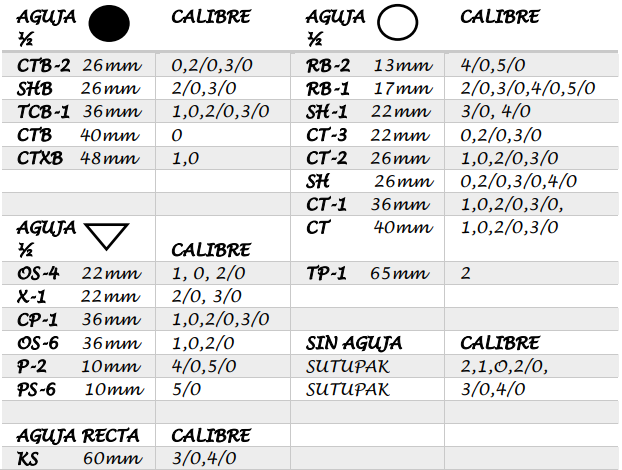 AGUJA CALIBRE
½
CTB-2 26mm 0,2/0,3/0
SHB 26mm 2/0,3/0
TCB-1 36mm 1,0,2/0,3/0
CTB 40mm 0
CTXB 48mm 1,0
AGUJA
½ CALIBRE
OS-4 22mm 1, 0, 2/0
X-1 22mm 2/0, 3/0
CP-1 36mm 1,0,2/0,3/0
OS-6 36mm 1,0,2/0
P-2 10mm 4/0,5/0
PS-6 10mm 5/0
AGUJA RECTA CALIBRE
KS 60mm 3/0,4/0
AGUJA CALIBRE
½
RB-2 13mm 4/0,5/0
RB-1 17mm 2/0,3/0,4/0,5/0
SH-1 22mm 3/0, 4/0
CT-3 22mm 0,2/0,3/0
CT-2 26mm 1,0,2/0,3/0
SH 26mm 0,2/0,3/0,4/0
CT-1 36mm 1,0,2/0,3/0,
CT 40mm 1,0,2/0,3/0
TP-1 65mm 2
SIN AGUJA CALIBRE
SUTUPAK 2,1,O,2/0,
SUTUPAK 3/0,4/0